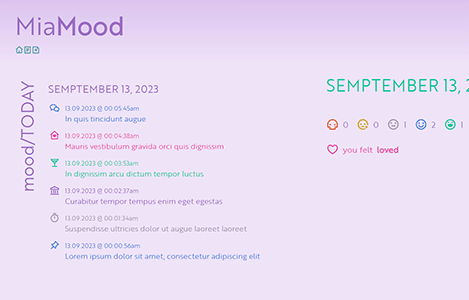 MiaMood
mood/TODAY
SEMPTEMBER 13, 2023
13.09.2023 @ 00:05:45am
In quis tincidunt augue
13.09.2023 @ 00:04:38am
Mauris vestibulum gravida orci quis dignissim
13.09.2023 @ 00:03:53am
In dignissim arcu dictum tempor luctus
13.09.2023 @ 00:02:37am
Curabitur tempor tempus enim eget egestas
13.09.2023 @ 00:01:34am
Suspendisse ultricies dolor ut augue laoreet laoreet
13.09.2023 @ 00:00:56am
Lorem ipsum dolor sit amet, consectetur adipiscing elit
SEMPTEMBER 13, 2
0 0 1 2 1
you felt loved